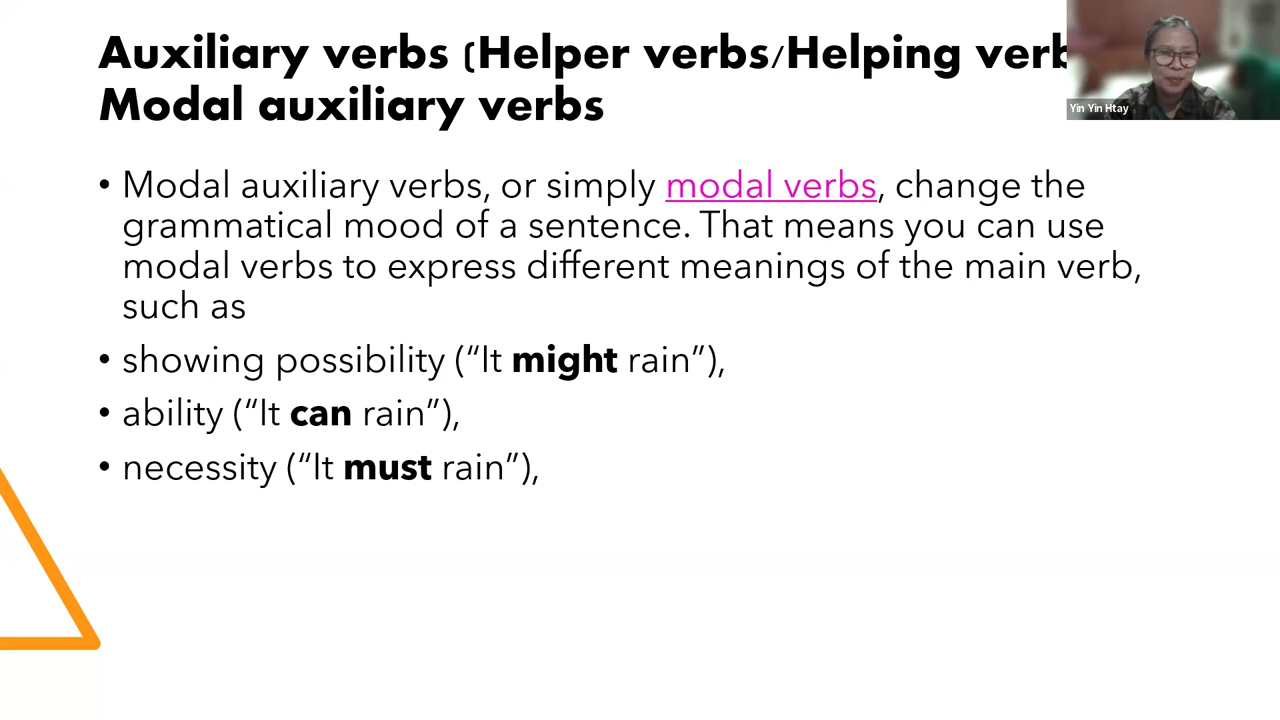 Auxiliary verbs (Helper verbs/Helping
Modal auxiliary verbs
Yin Yin Htay
• Modal auxiliary verbs, or simply modal verbs, change the
grammatical mood of a sentence. That means you can use
modal verbs to express different meanings of the main verb,
such as
• showing possibility (“It might rain”),
• ability (“It can rain”),
• necessity (“It must rain”),